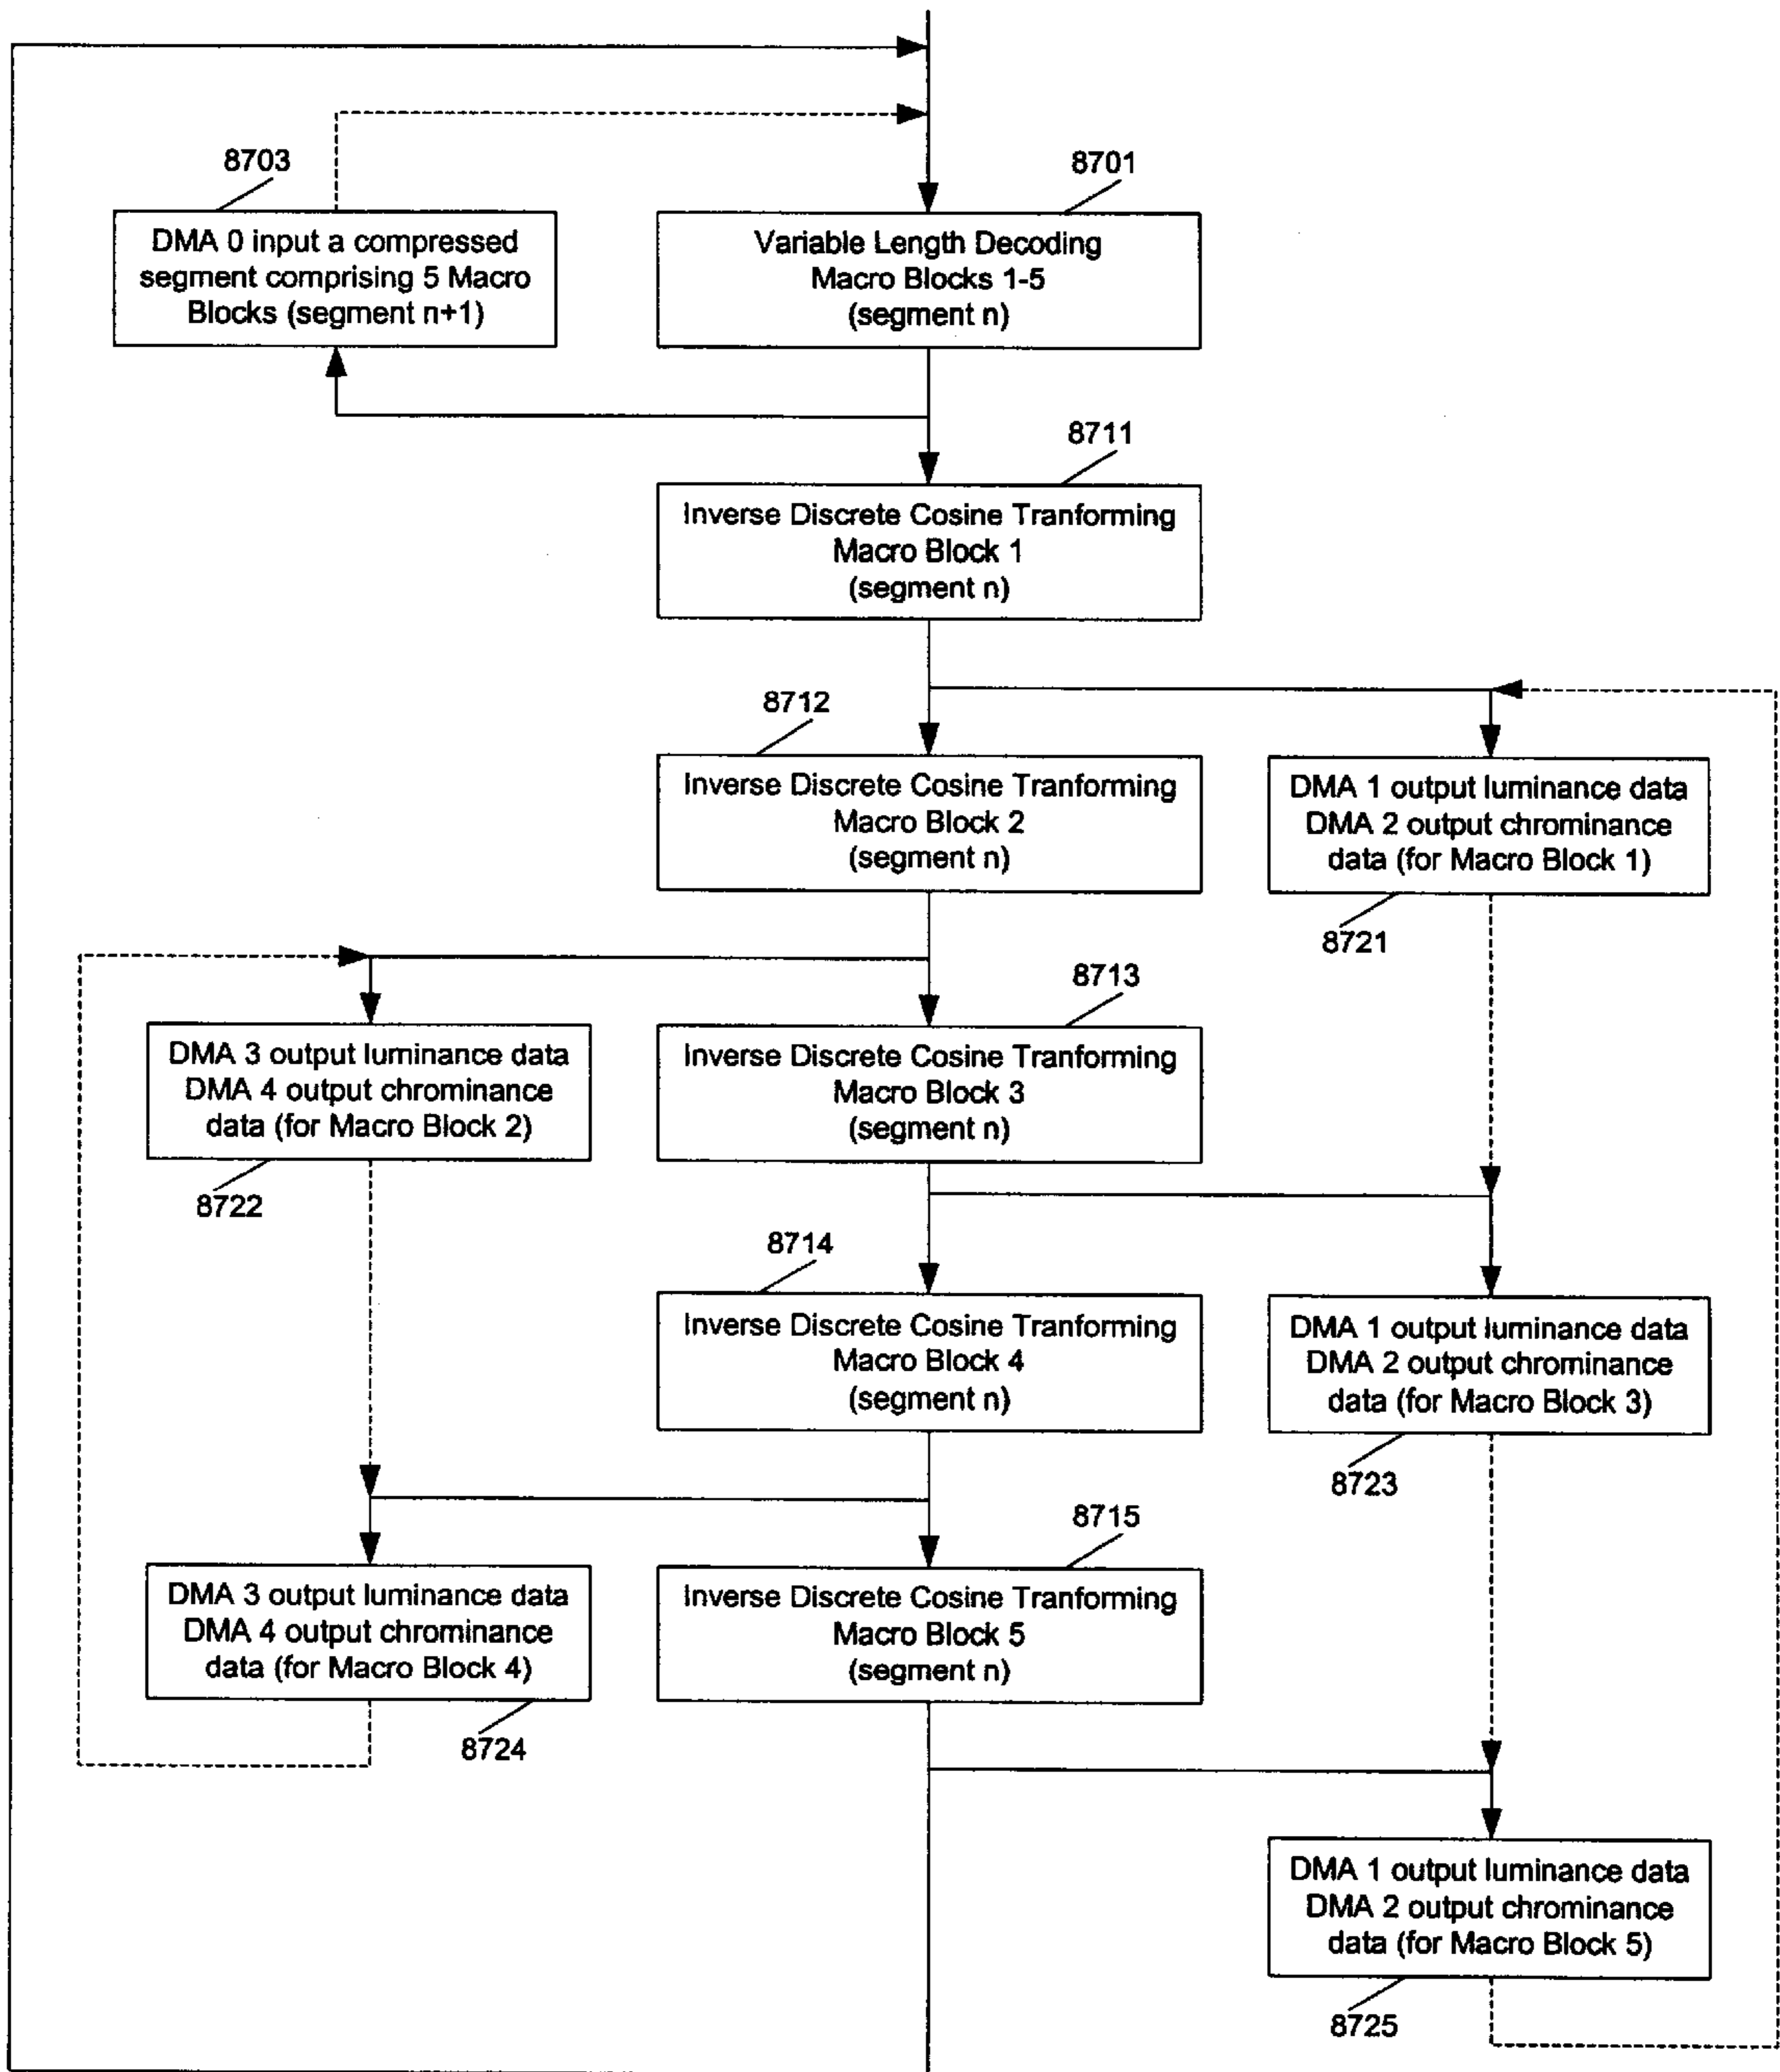 8703
8701
DMA 0 input a compressed
segment comprising 5 Macro
Blocks (segment n+1)
Variable Length Decoding
Macro Blocks 1-5
(segment n)
8711
Inverse Discrete Cosine Tranforming
Macro Block 1
(segment n)
8712
Inverse Discrete Cosine Tranforming
Macro Block 2
(segment n)
DMA 1 output luminance data
DMA 2 output chrominance
data (for Macro Block 1)
8721
8713
DMA 3 output luminance data
DMA 4 output chrominance
data (for Macro Block 2)
8722
Inverse Discrete Cosine Tranforming
Macro Block 3
(segment n)
8714
Inverse Discrete Cosine Tranforming
Macro Block 4
(segment n)
DMA 1 output luminance data
DMA 2 output chrominance
data (for Macro Block 3)
8723
8715
DMA 3 output luminance data
DMA 4 output chrominance
data (for Macro Block 4)
8724
Inverse Discrete Cosine Tranforming
Macro Block 5
(segment n)
DMA 1 output luminance data
DMA 2 output chrominance
data (for Macro Block 5)
8725